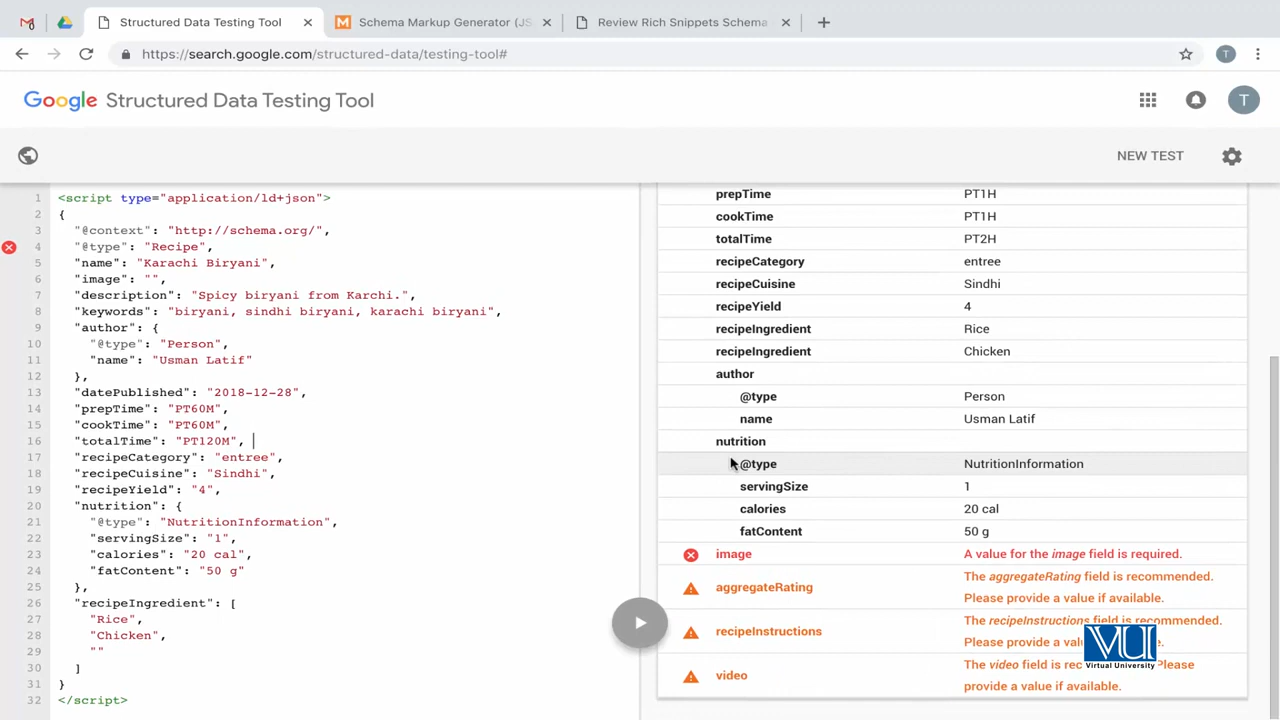 Structured Data Testing Tool
Schema Markup Generator (JS
Review Rich Snippets Schema
https://search.google.com/structured-data/testing-tool#
T
Google Structured Data Testing Tool
T
NEW TEST
1 <script type="application/ld+json">
2 {
3 "@context": "http://schema.org/",
4 "@type": "Recipe",
5 "name": "Karachi Biryani",
6 "image": "",
7 "description": "Spicy biryani from Karchi.",
8 "keywords": "biryani, sindhi biryani, karachi biryani",
9 "author": {
10 "@type": "Person",
11 "name": "Usman Latif"
12 },
13 "datePublished": "2018-12-28",
14 "prepTime": "PT60M",
15 "cookTime": "PT60M",
16 "totalTime": "PT120M",
17 "recipeCategory": "entree",
18 "recipeCuisine": "Sindhi",
19 "recipeYield": "4",
20 "nutrition": {
21 "@type": "NutritionInformation",
22 "servingSize": "1",
23 "calories": "20 cal",
24 "fatContent": "50 g"
25 },
26 "recipeIngredient": [
27 "Rice",
28 "Chicken",
29 ""
30 ]
31 }
32 </script>
prepTime PT1H
cookTime PT1H
totalTime PT2H
recipeCategory entree
recipeCuisine Sindhi
recipeYield 4
recipeIngredient Rice
recipeIngredient Chicken
author
@type Person
name Usman Latif
nutrition
@type NutritionInformation
servingSize 1
calories 20 cal
fatContent 50 g
image A value for the image field is required.
aggregateRating The aggregateRating field is recommended.
Please provide a value if available.
recipeInstructions The recipeInstructions field is recommended.
Please provide a
video The video field is Please
provide a value if available.
VU
Virtual University